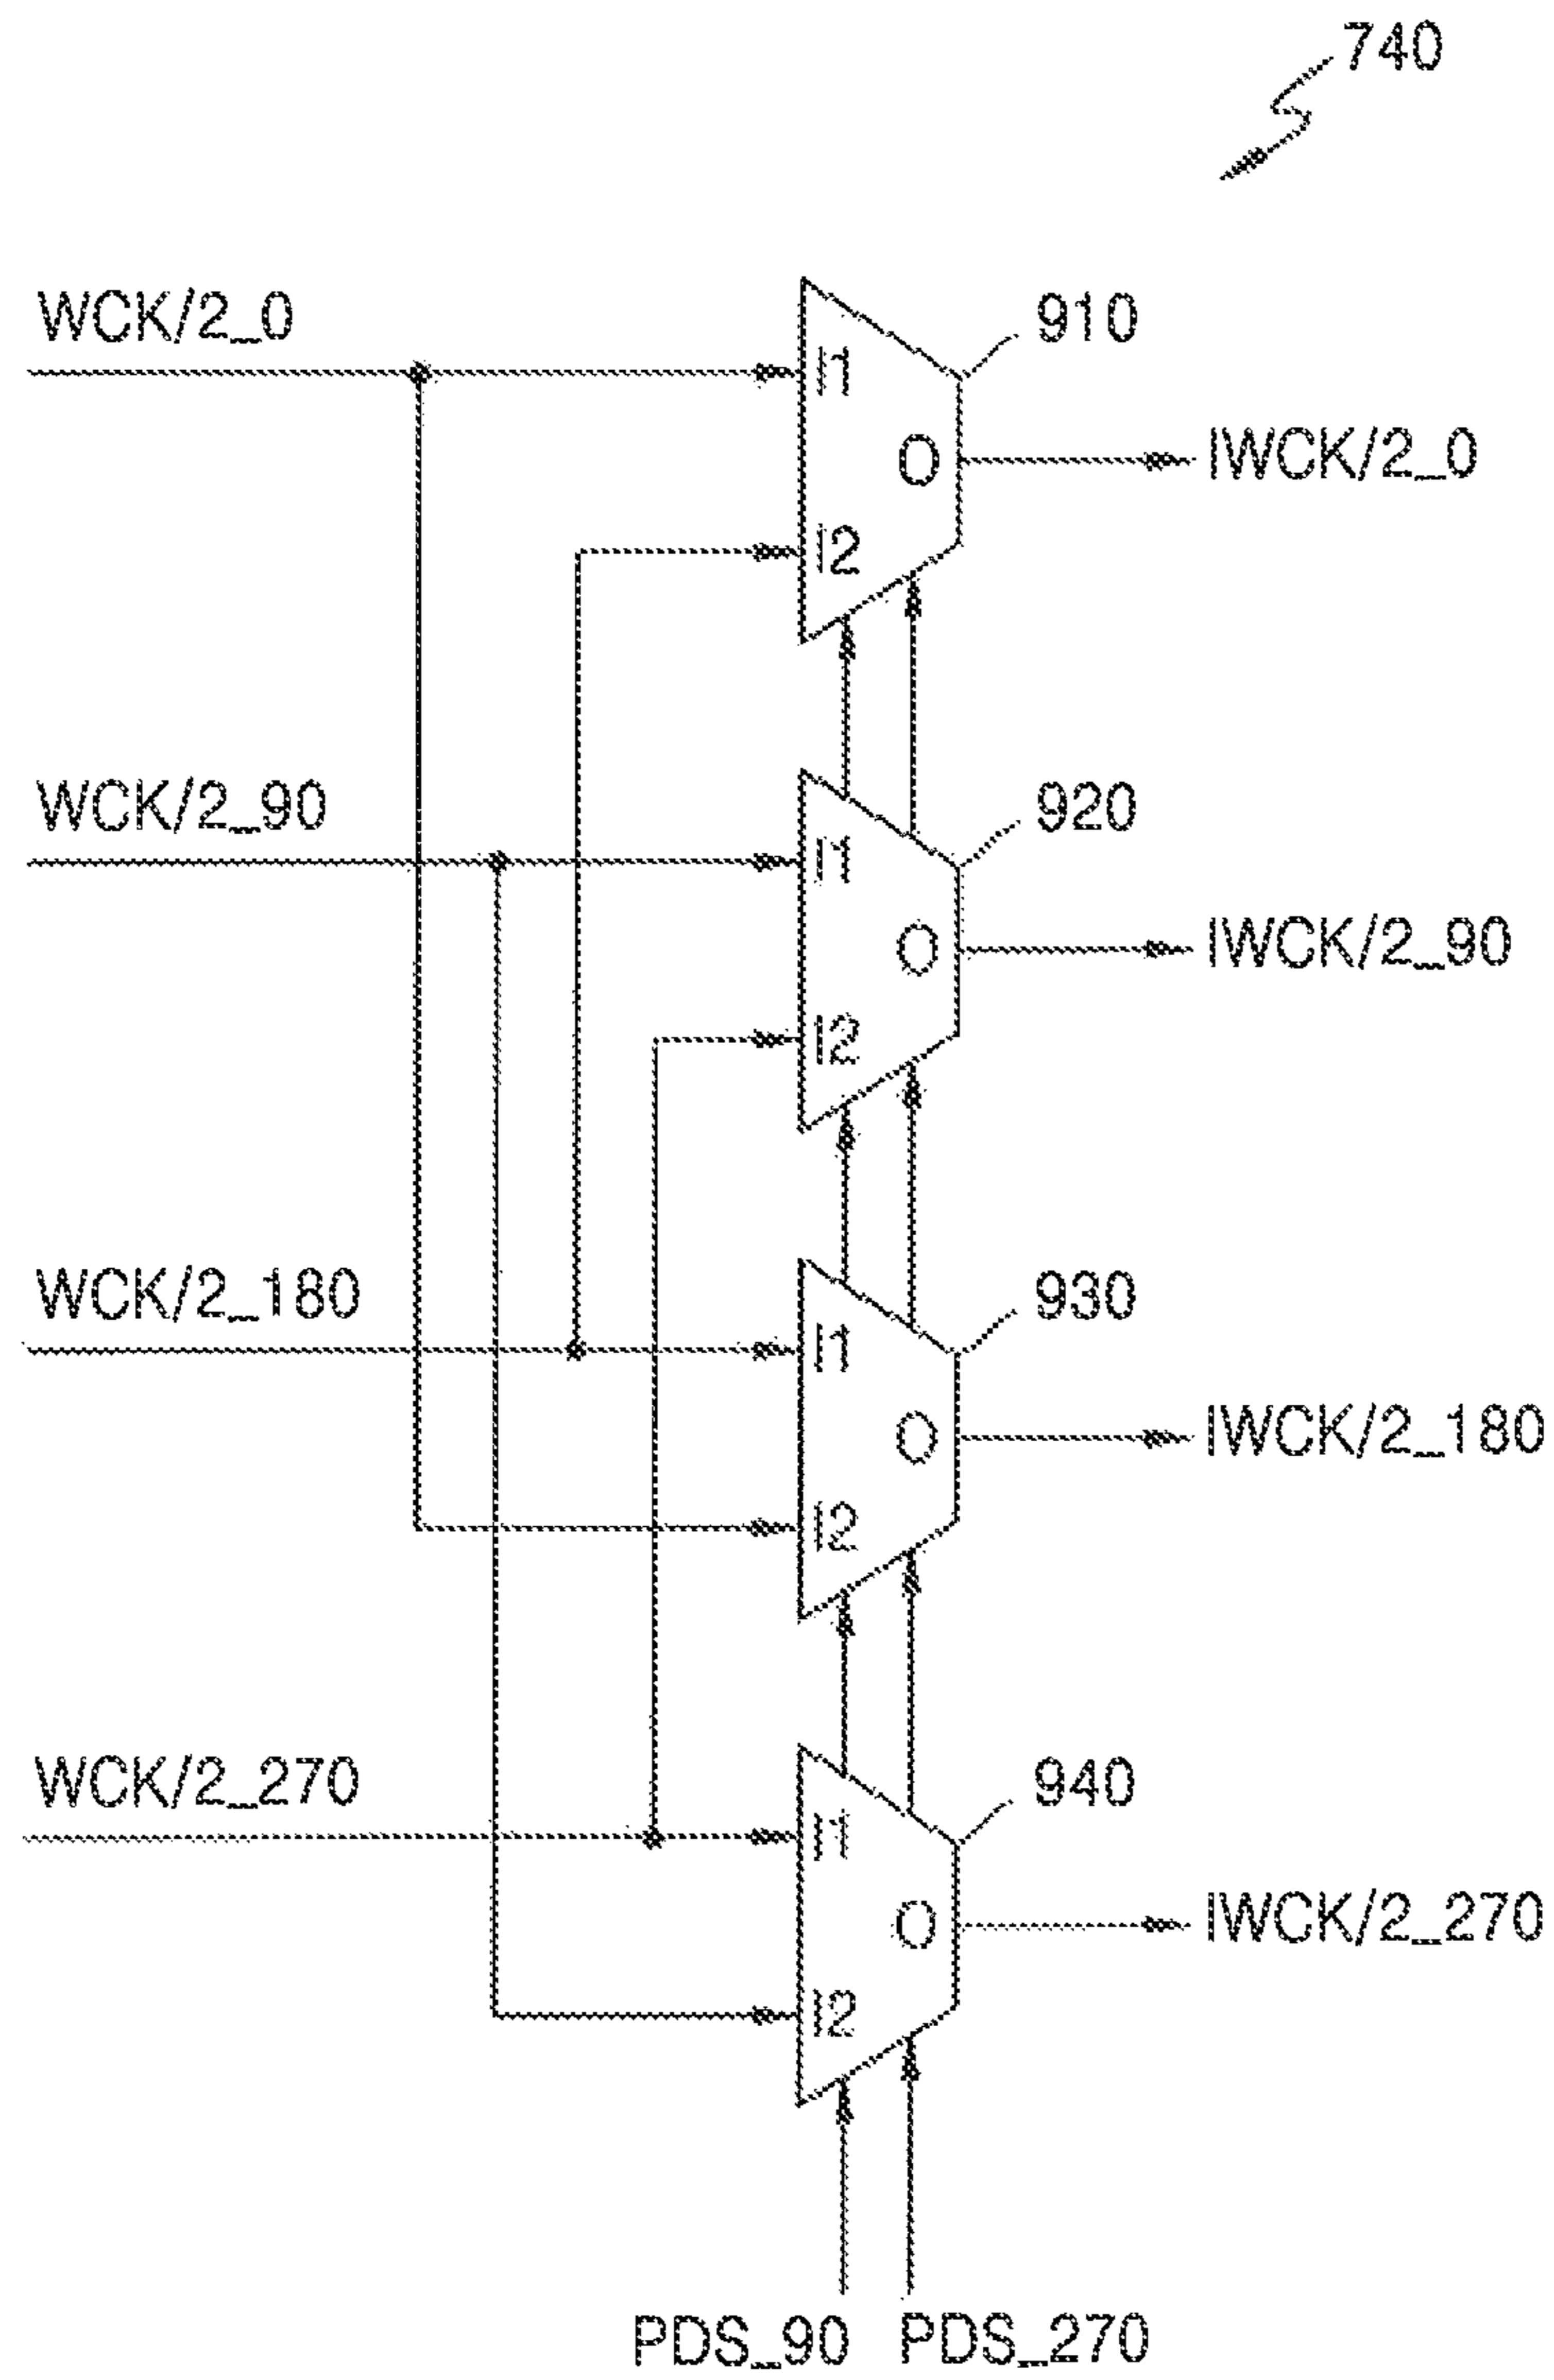 740
WCK/2_0
910
I1
O
IWCK/2_0
I2
WCK/2_90
920
I1
O
IWCK/2_90
I2
WCK/2_180
930
I1
O
IWCK/2_180
I2
WCK/2_270
940
I1
O
IWCK/2_270
I2
PDS_90 PDS_270